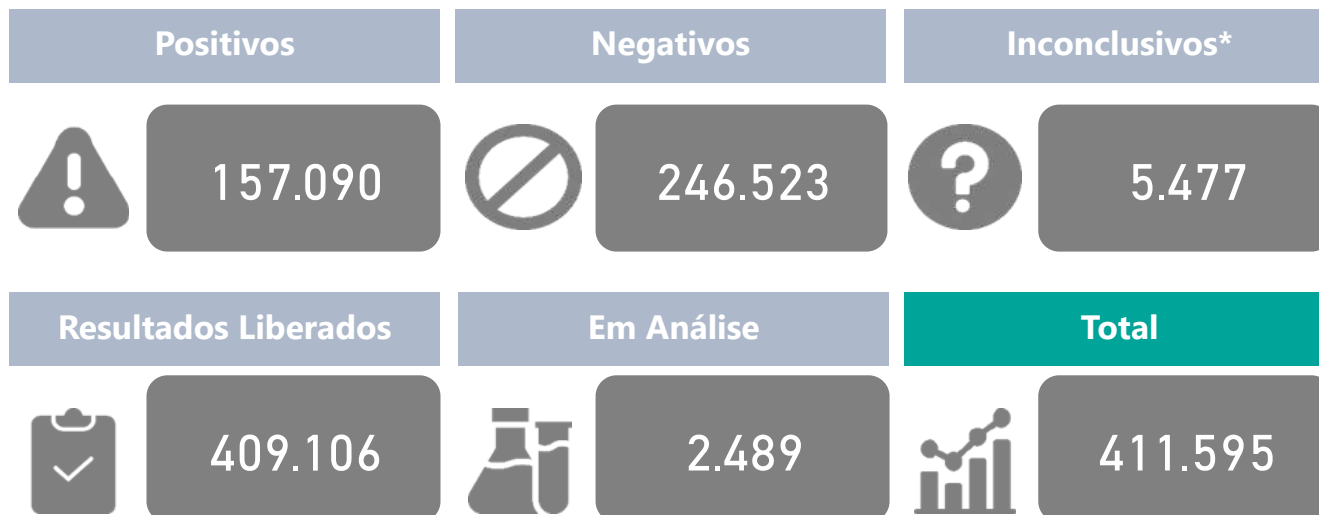 Positivos
Negativos
Inconclusivos*
157.090
246.523
5.477
Resultados Liberados
Em Análise
Total
409.106
2.489
411.595